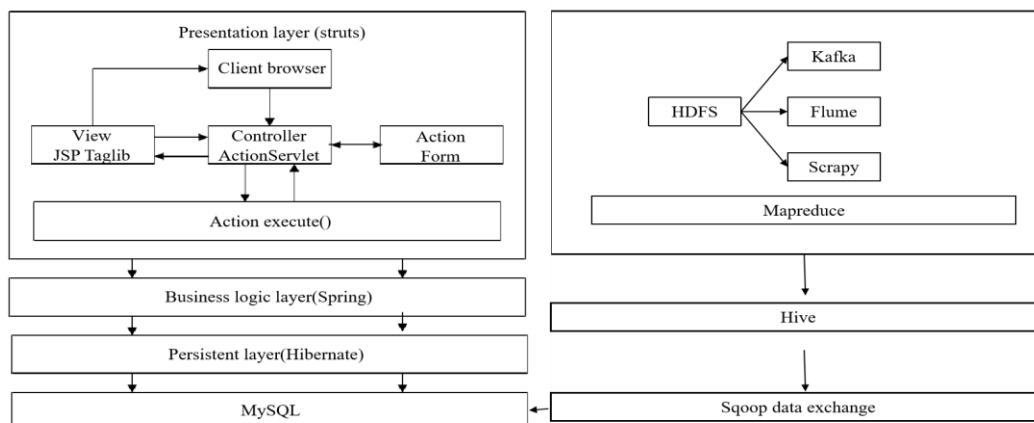 Presentation layer (struts)
Client browser
View
JSP Taglib
Controller
ActionServlet
Action
Form
Action execute()
Business logic layer(Spring)
Persistent layer(Hibernate)
MySQL
Kafka
HDFS
Flume
Scrapy
Mapreduce
Hive
Sqoop data exchange